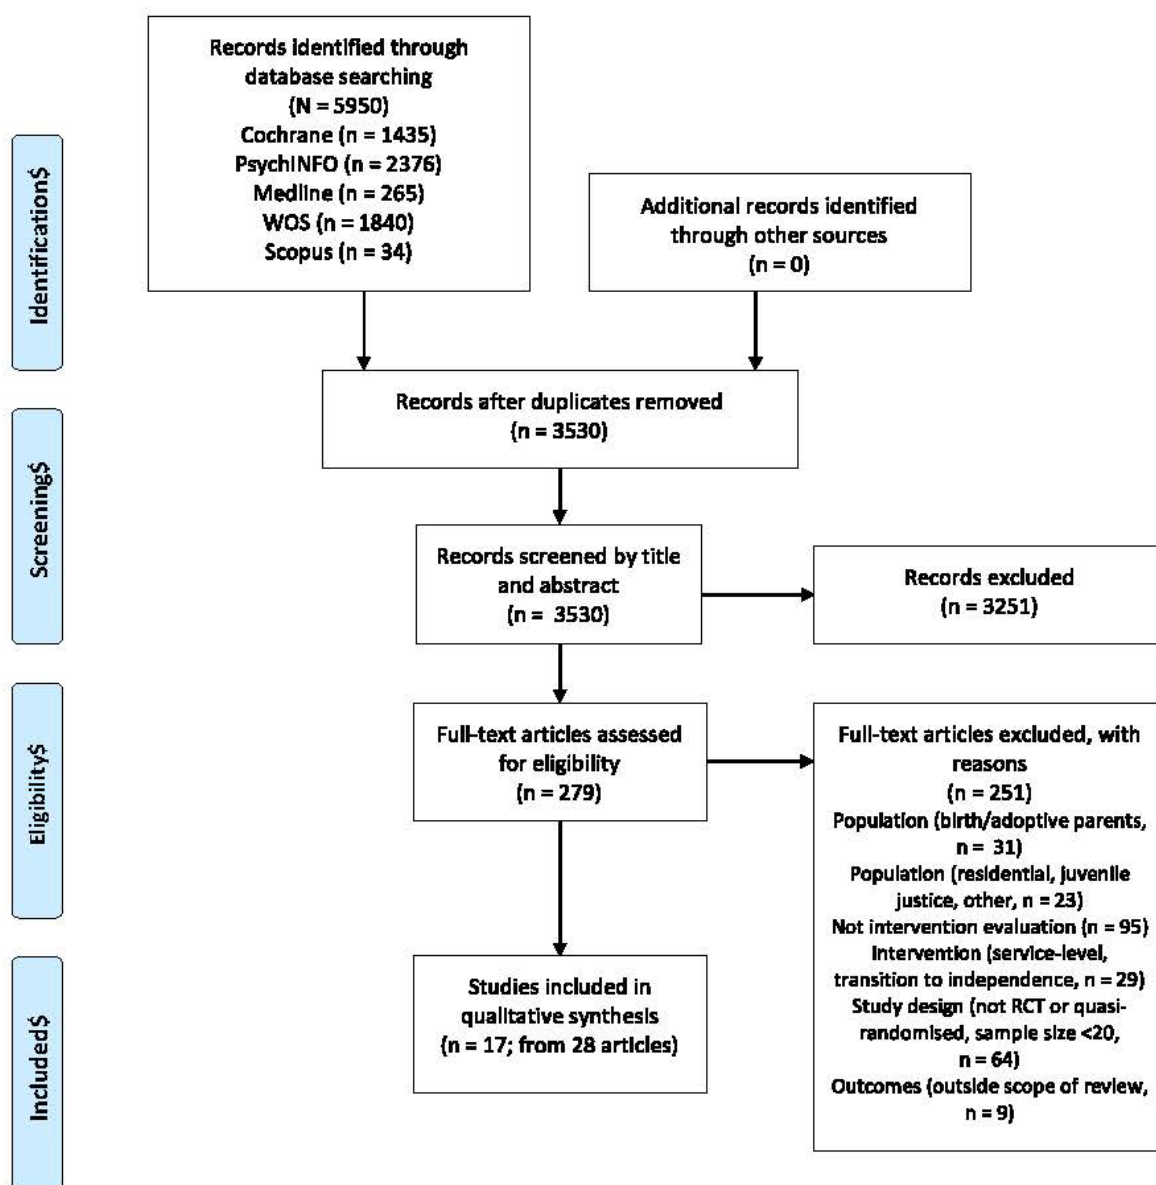 Records identified through
database searching
(N = 5950)
Cochrane (n = 1435)
PsychINFO (n = 2376)
Medline (n = 265)
WOS (n = 1840)
Scopus (n = 34)
Additional records identified
through other sources
(n = 0)
Identification$
Records after duplicates removed
(n = 3530)
Screening$
Records screened by title
and abstract
(n = 3530)
Records excluded
(n = 3251)
Eligibility$
Full-text articles assessed
for eligibility
(n = 279)
Full-text articles excluded, with
reasons
(n = 251)
Population (birth/adoptive parents,
n = 31)
Population (residential, juvenile
justice, other, n = 23)
Not intervention evaluation (n = 95)
Intervention (service-level,
transition to independence, n = 29)
Study design (not RCT or quasi-
randomised, sample size <20,
n = 64)
Outcomes (outside scope of review,
n = 9)
Included$
Studies included in
qualitative synthesis
(n = 17; from 28 articles)